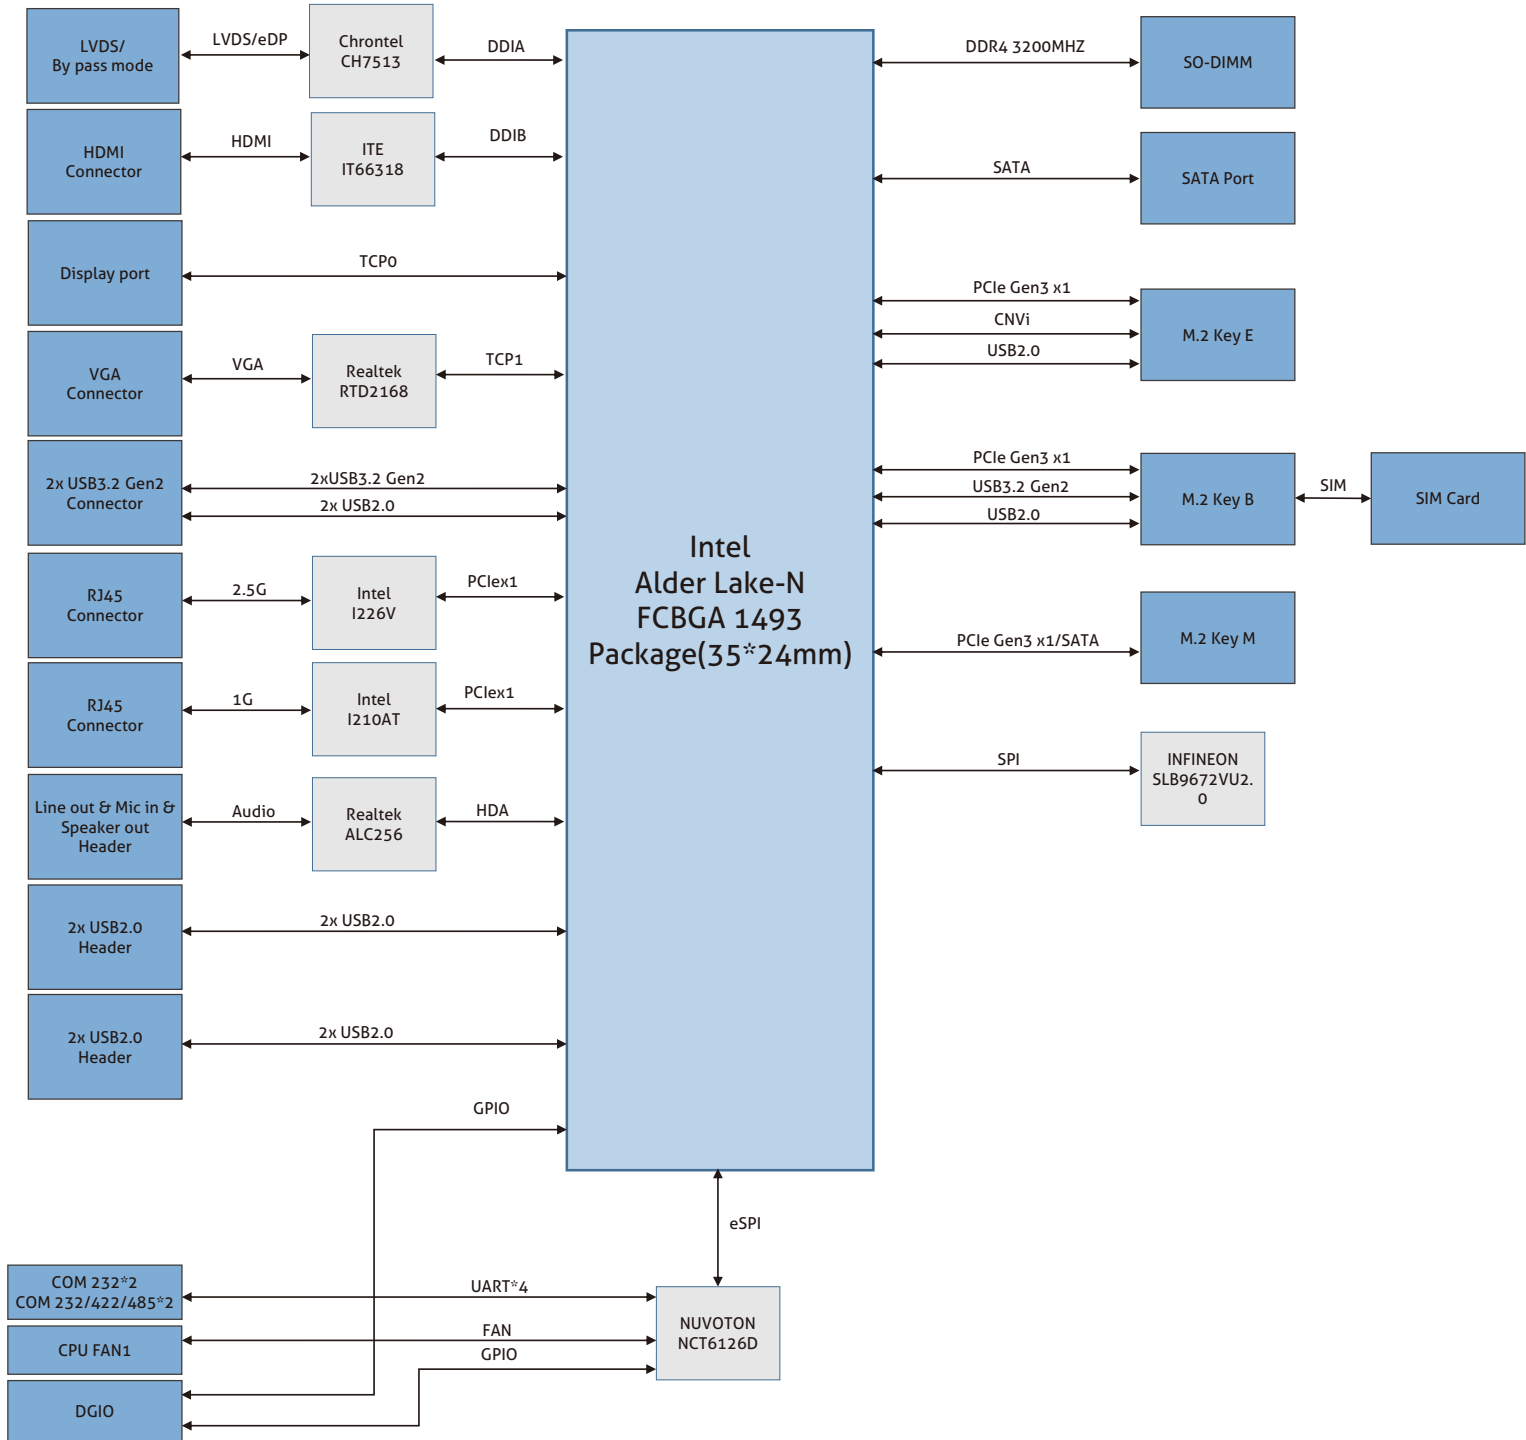 LVDS/
By pass mode
LVDS/eDP
Chrontel
CH7513
DDIA
HDMI
Connector
HDMI
ITE
IT66318
DDIB
Display port
TCP0
VGA
Connector
VGA
Realtek
RTD2168
TCP1
2x USB3.2 Gen2
Connector
2xUSB3.2 Gen2
2x USB2.0
RJ45
Connector
2.5G
Intel
I226V
PCIex1
RJ45
Connector
1G
Intel
I210AT
PCIex1
Line out & Mic in &
Speaker out
Header
Audio
Realtek
ALC256
HDA
2x USB2.0
Header
2x USB2.0
2x USB2.0
Header
2x USB2.0
GPIO
Intel
Alder Lake-N
FCBGA 1493
Package(35*24mm)
DDR4 3200MHZ
SO-DIMM
SATA
SATA Port
PCIe Gen3 x1
CNVi
USB2.0
M.2 Key E
PCIe Gen3 x1
USB3.2 Gen2
USB2.0
M.2 Key B
SIM
SIM Card
PCIe Gen3 x1/SATA
M.2 Key M
SPI
INFINEON
SLB9672VU2.
0
eSPI
COM 232*2
COM 232/422/485*2
UART*4
CPU FAN1
FAN
GPIO
DGIO
NUVOTON
NCT6126D